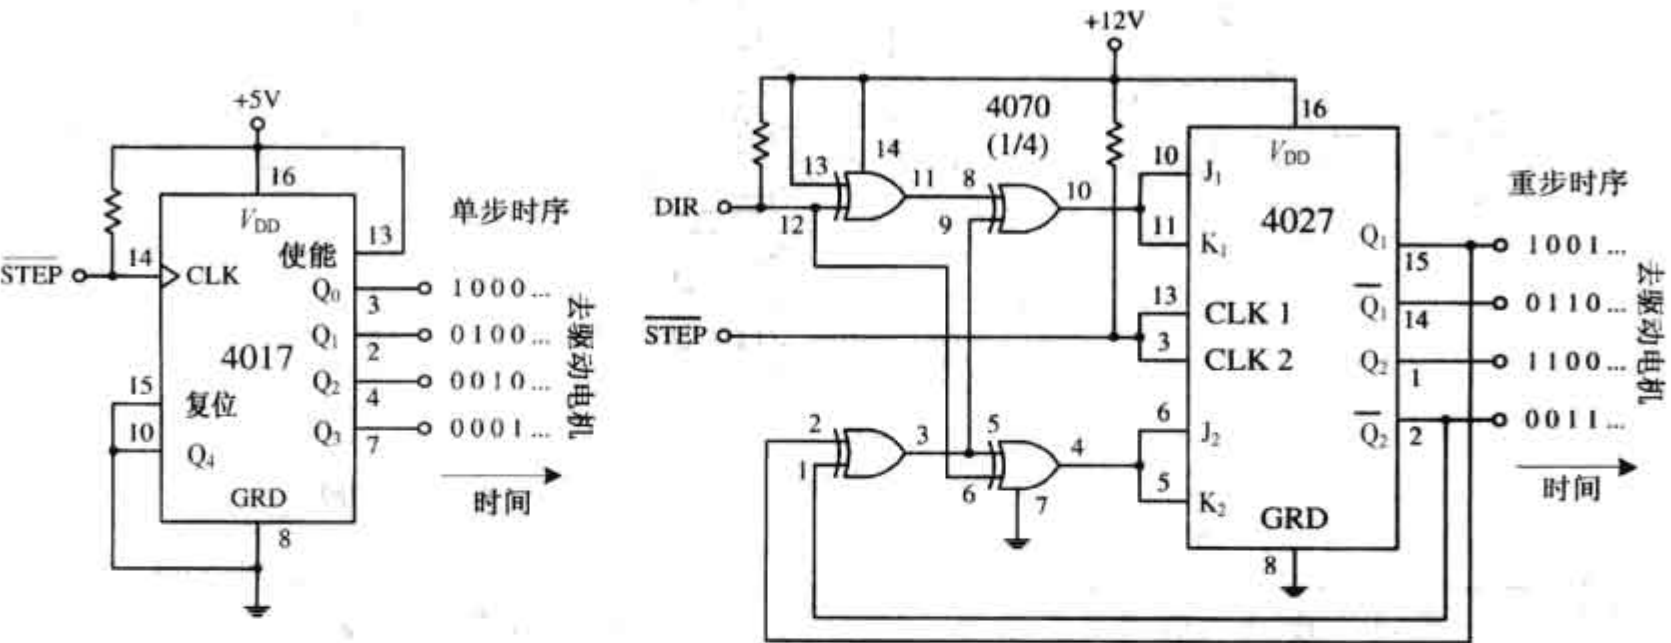 +5V
16
V_DD
单步时序
使能
13
STEP
14
CLK
Q₀
3
1000...
Q₁
2
0100...
4017
Q₂
4
0010...
15
复位
10
Q₃
7
0001...
Q₄
去驱动电机
时间
GRD
8
+12V
4070
(1/4)
16
V_DD
13
14
11
8
10
10
J₁
重步时序
DIR
12
9
11
K₁
4027
Q₁
15
1001...
13
CLK 1
Q₁
14
0110...
STEP
3
CLK 2
Q₂
1
1100...
6
J₂
Q₂
2
0011...
去驱动电机
2
1
3
5
6
4
7
5
K₂
时间
GRD
8